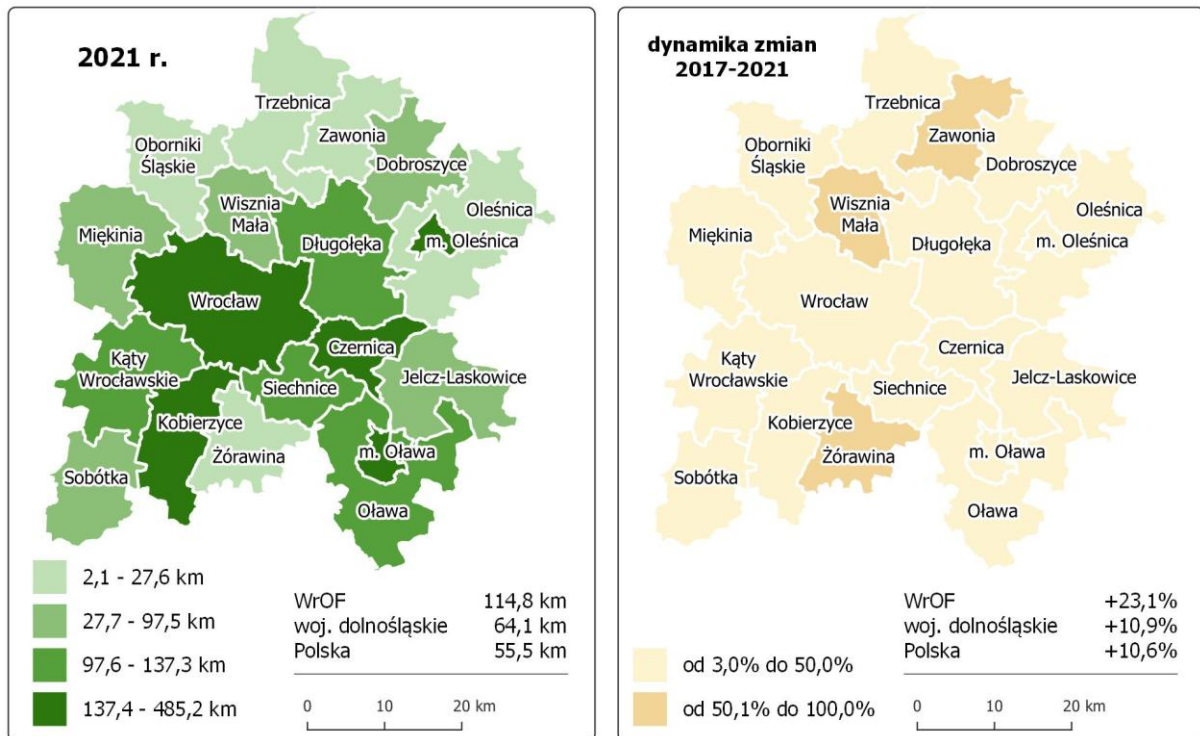 2021 r.
Trzebnica
Zawonia
Oborniki
Śląskie
Dobroszyce
Wisznia
Mała
Oleśnica
Miękinia
Długołęka
m. Oleśnica
Wrocław
Czernica
Kąty
Wrocławskie
Siechnice
Jelcz-Laskowice
Kobierzyce
Żórawina
m. Oława
Sobótka
Oława
2,1 - 27,6 km
27,7 - 97,5 km
97,6 - 137,3 km
137,4 - 485,2 km
WrOF 114,8 km
woj. dolnośląskie 64,1 km
Polska 55,5 km
0 10 20 km
dynamika zmian
2017-2021
Trzebnica
Zawonia
Oborniki
Śląskie
Dobroszyce
Wisznia
Mała
Oleśnica
Miękinia
Długołęka
m. Oleśnica
Wrocław
Czernica
Kąty
Wrocławskie
Siechnice
Jelcz-Laskowice
Kobierzyce
Żórawina
m. Oława
Sobótka
Oława
od 3,0% do 50,0%
od 50,1% do 100,0%
WrOF +23,1%
woj. dolnośląskie +10,9%
Polska +10,6%
0 10 20 km